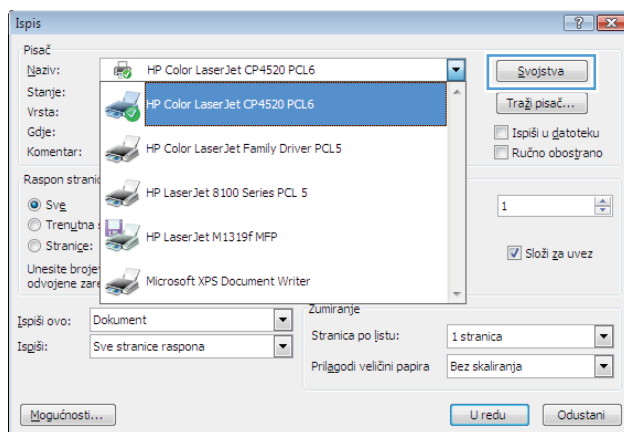 Ispis
Pisač
Naziv: HP Color LaserJet CP4520 PCL6 Svojstva
Stanje: HP Color LaserJet CP4520 PCL6 Traži pisač...
Vrsta:
Gdje: Ispiši u datoteku
Komentar: HP Color LaserJet Family Driver PCL5 Ručno obostrano
Raspon stranic
HP LaserJet 8100 Series PCL 5
Sve 1
Trenutna s HP LaserJet M1319f MFP
Stranice: Složi za uvez
Unesite brojev
odvojene zare Microsoft XPS Document Writer
Ispiši ovo: Dokument Zumiranje
Ispiši: Sve stranice raspona Stranica po listu: 1 stranica
Prilagodi veličini papira Bez skaliranja
Mogućnosti... U redu Odustani